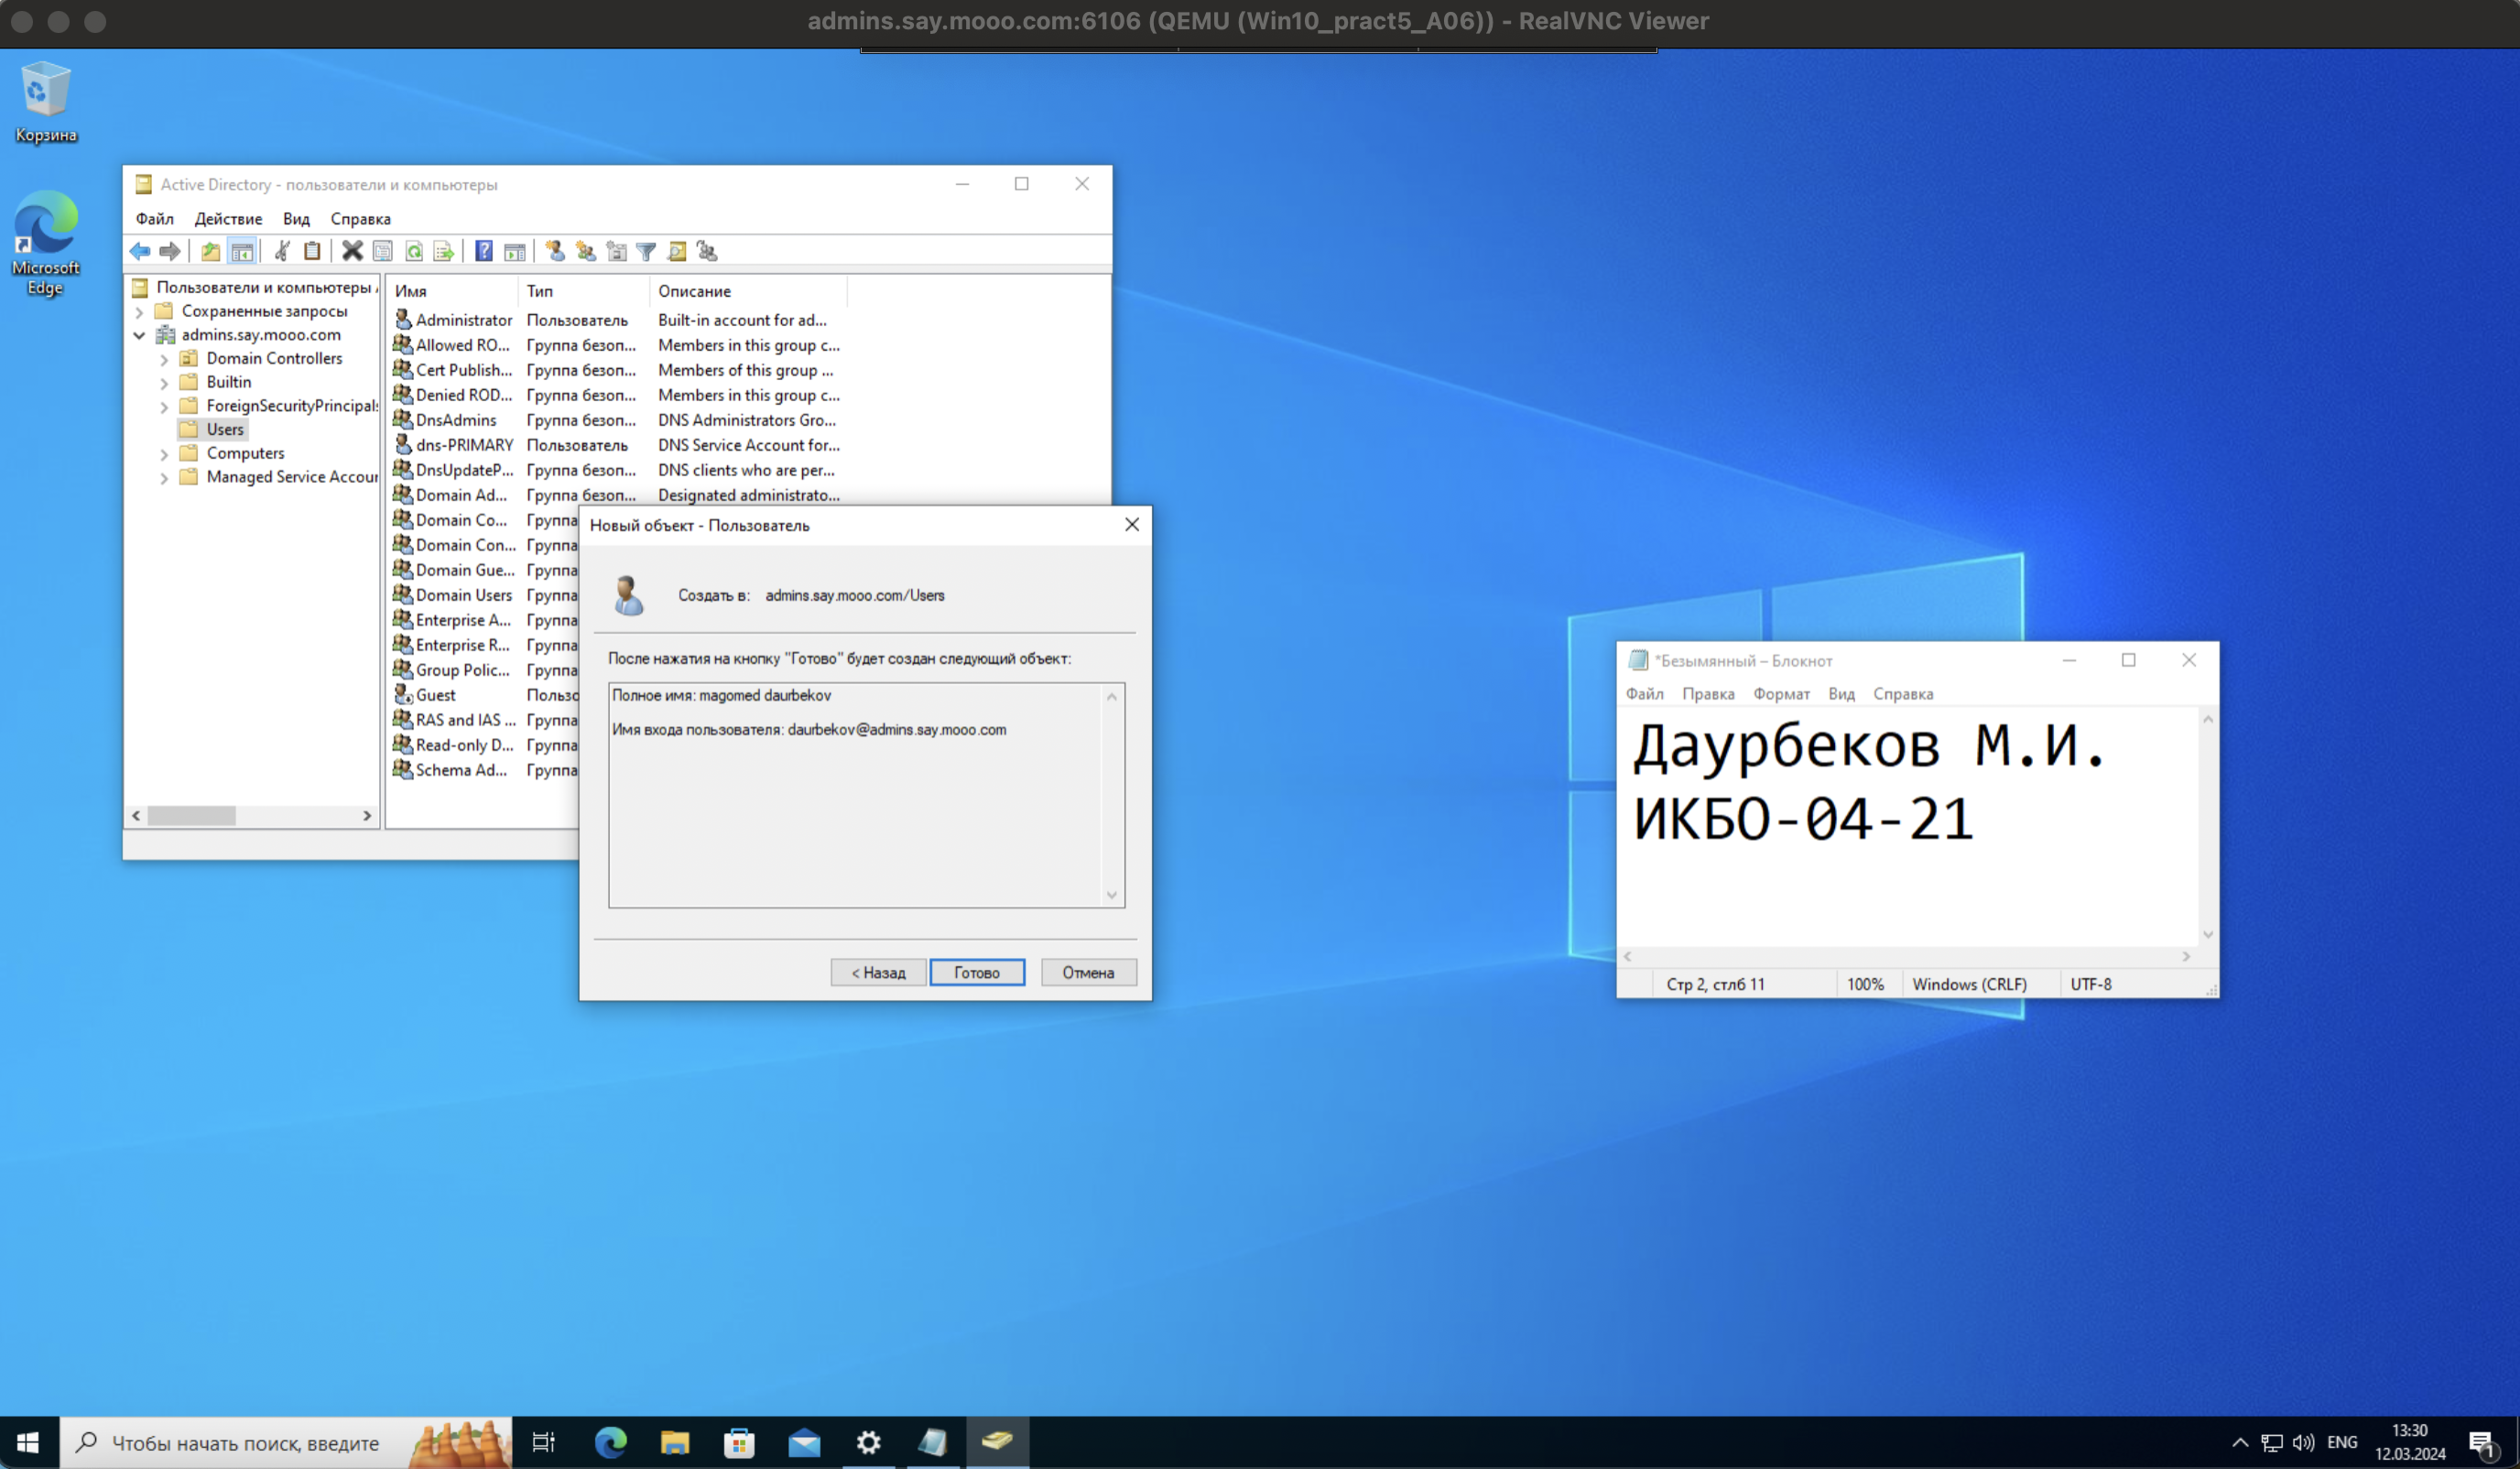 admins.say.mooo.com:6106 (QEMU (Win10_pract5_A06)) - RealVNC Viewer
Корзина
Microsoft
Edge
Active Directory - пользователи и компьютеры
Файл Действие Вид Справка
Пользователи и компьютеры
Сохраненные запросы
admins.say.mooo.com
Domain Controllers
Builtin
ForeignSecurityPrincipals
Users
Computers
Managed Service Accour
Имя Тип Описание
Administrator Пользователь Built-in account for ad...
Allowed RO... Группа безоп... Members in this group c...
Cert Publish... Группа безоп... Members of this group ...
Denied ROD... Группа безоп... Members in this group c...
DnsAdmins Группа безоп... DNS Administrators Gro...
dns-PRIMARY Пользователь DNS Service Account for...
DnsUpdateP... Группа безоп... DNS clients who are per...
Domain Ad... Группа безоп... Designated administrato...
Domain Co... Группа
Domain Con... Группа
Domain Gue... Группа
Domain Users Группа
Enterprise A... Группа
Enterprise R... Группа
Group Polic... Группа
Guest Пользо
RAS and IAS ... Группа
Read-only D... Группа
Schema Ad... Группа
Новый объект - Пользователь
Создать в: admins.say.mooo.com/Users
После нажатия на кнопку "Готово" будет создан следующий объект:
Полное имя: magomed daurbekov
Имя входа пользователя: daurbekov@admins.say.mooo.com
< Назад Готово Отмена
*Безымянный – Блокнот
Файл Правка Формат Вид Справка
Даурбеков М.И.
ИКБО-04-21
Стр 2, стлб 11 100% Windows (CRLF) UTF-8
Чтобы начать поиск, введите
ENG
13:30
12.03.2024
1